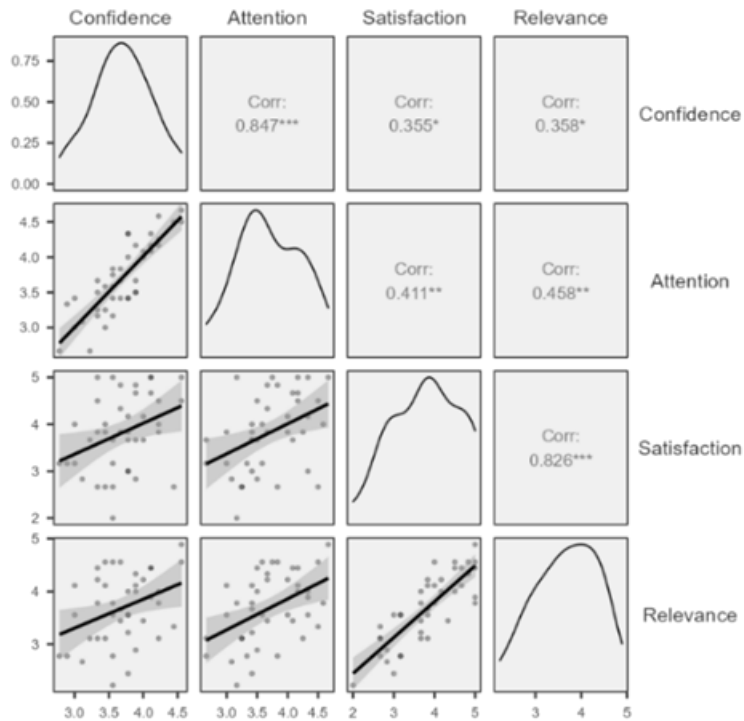 Confidence Attention Satisfaction Relevance
0.75
0.50
0.25
0.00
Corr:
0.847***
Corr:
0.355*
Corr:
0.358*
Confidence
4.5
4.0
3.5
3.0
Corr:
0.411**
Corr:
0.458**
Attention
5
4
3
2
Corr:
0.826***
Satisfaction
5
4
3
Relevance
3.0 3.5 4.0 4.5 3.0 3.5 4.0 4.5 2 3 4 5 3 4 5